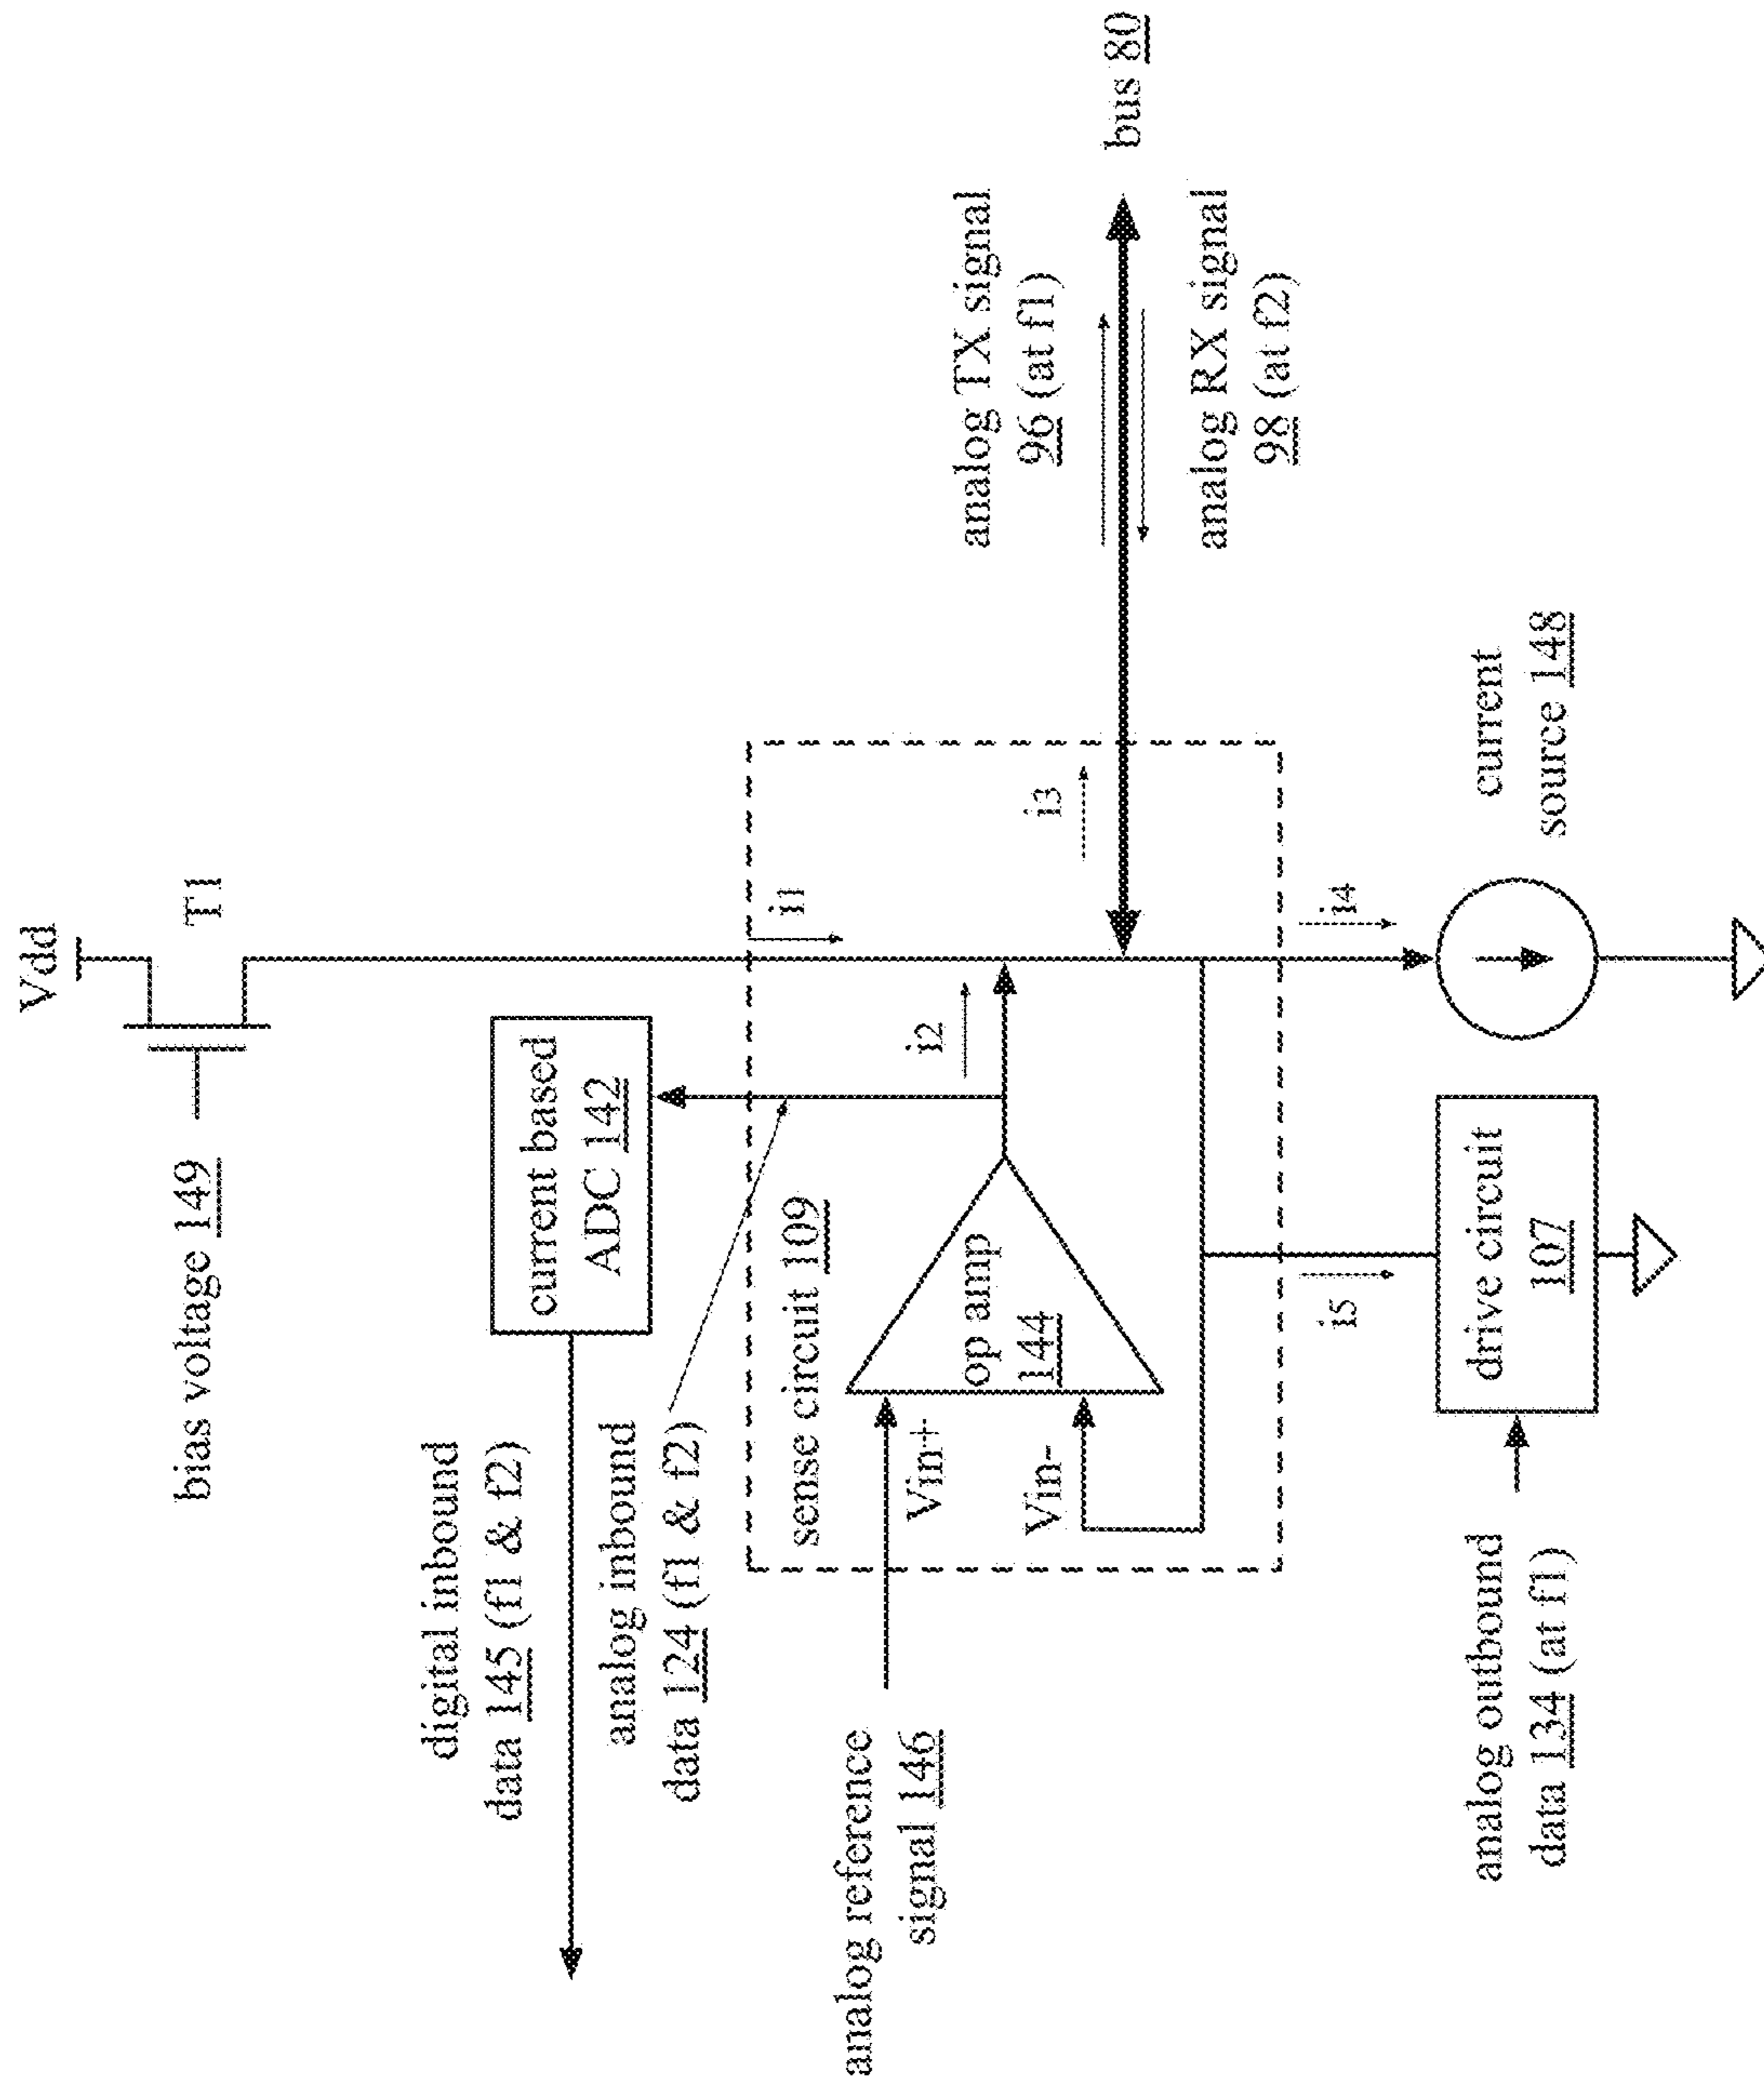 Vdd
T1
bias voltage 149
current based
ADC 142
digital inbound
data 145 (f1 & f2)
analog inbound
data 124 (f1 & f2)
sense circuit 109
i1
i2
i3
op amp
144
Vin+
Vin-
analog reference
signal 146
analog TX signal
96 (at f1)
bus 80
analog RX signal
98 (at f2)
i4
i5
current
source 148
drive circuit
107
analog outbound
data 134 (at f1)